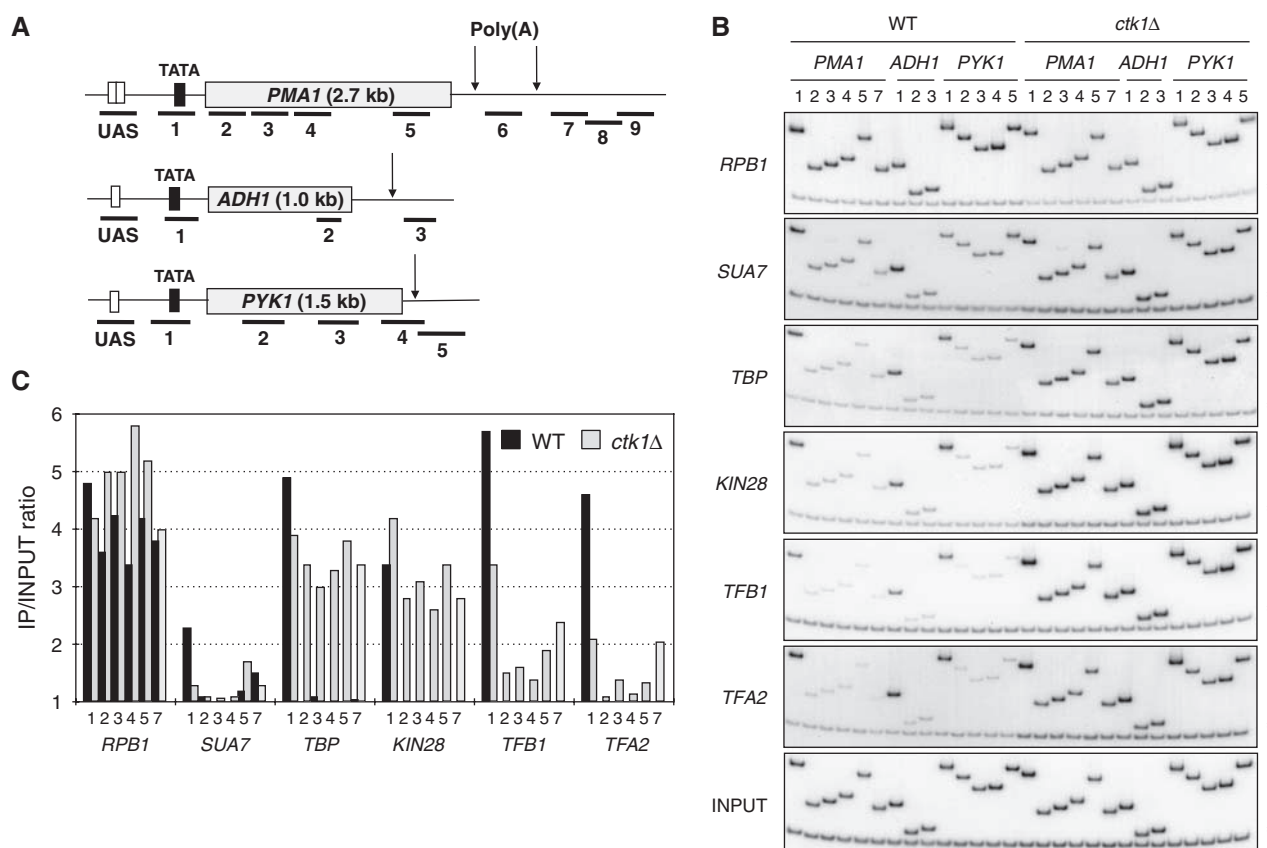 A
Poly(A)
TATA
PMA1 (2.7 kb)
UAS 1 2 3 4 5 6 7 8 9
TATA
ADH1 (1.0 kb)
UAS 1 2 3
TATA
PYK1 (1.5 kb)
UAS 1 2 3 4 5
B
WT ctk1Δ
PMA1 ADH1 PYK1 PMA1 ADH1 PYK1
1 2 3 4 5 7 1 2 3 1 2 3 4 5 1 2 3 4 5 7 1 2 3 1 2 3 4 5
RPB1
SUA7
TBP
KIN28
TFB1
TFA2
INPUT
C
IP/INPUT ratio
6
5
4
3
2
1
WT ctk1Δ
1 2 3 4 5 7 1 2 3 4 5 7 1 2 3 4 5 7 1 2 3 4 5 7 1 2 3 4 5 7 1 2 3 4 5 7
RPB1 SUA7 TBP KIN28 TFB1 TFA2